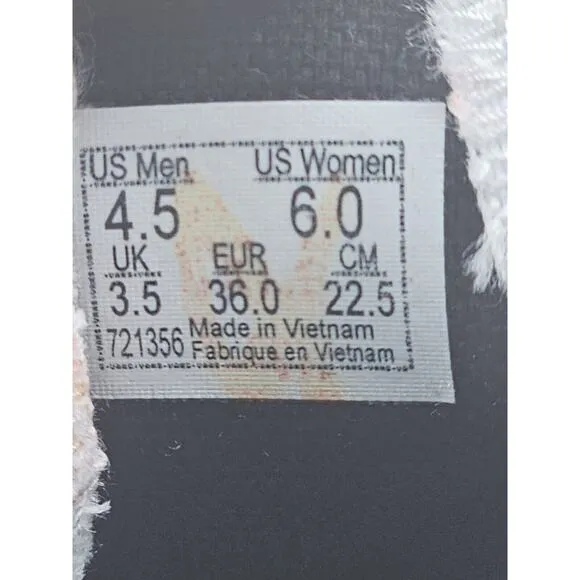 US Men US Women
4.5 6.0
UK EUR CM
3.5 36.0 22.5
721356 Made in Vietnam
Fabrique en Vietnam